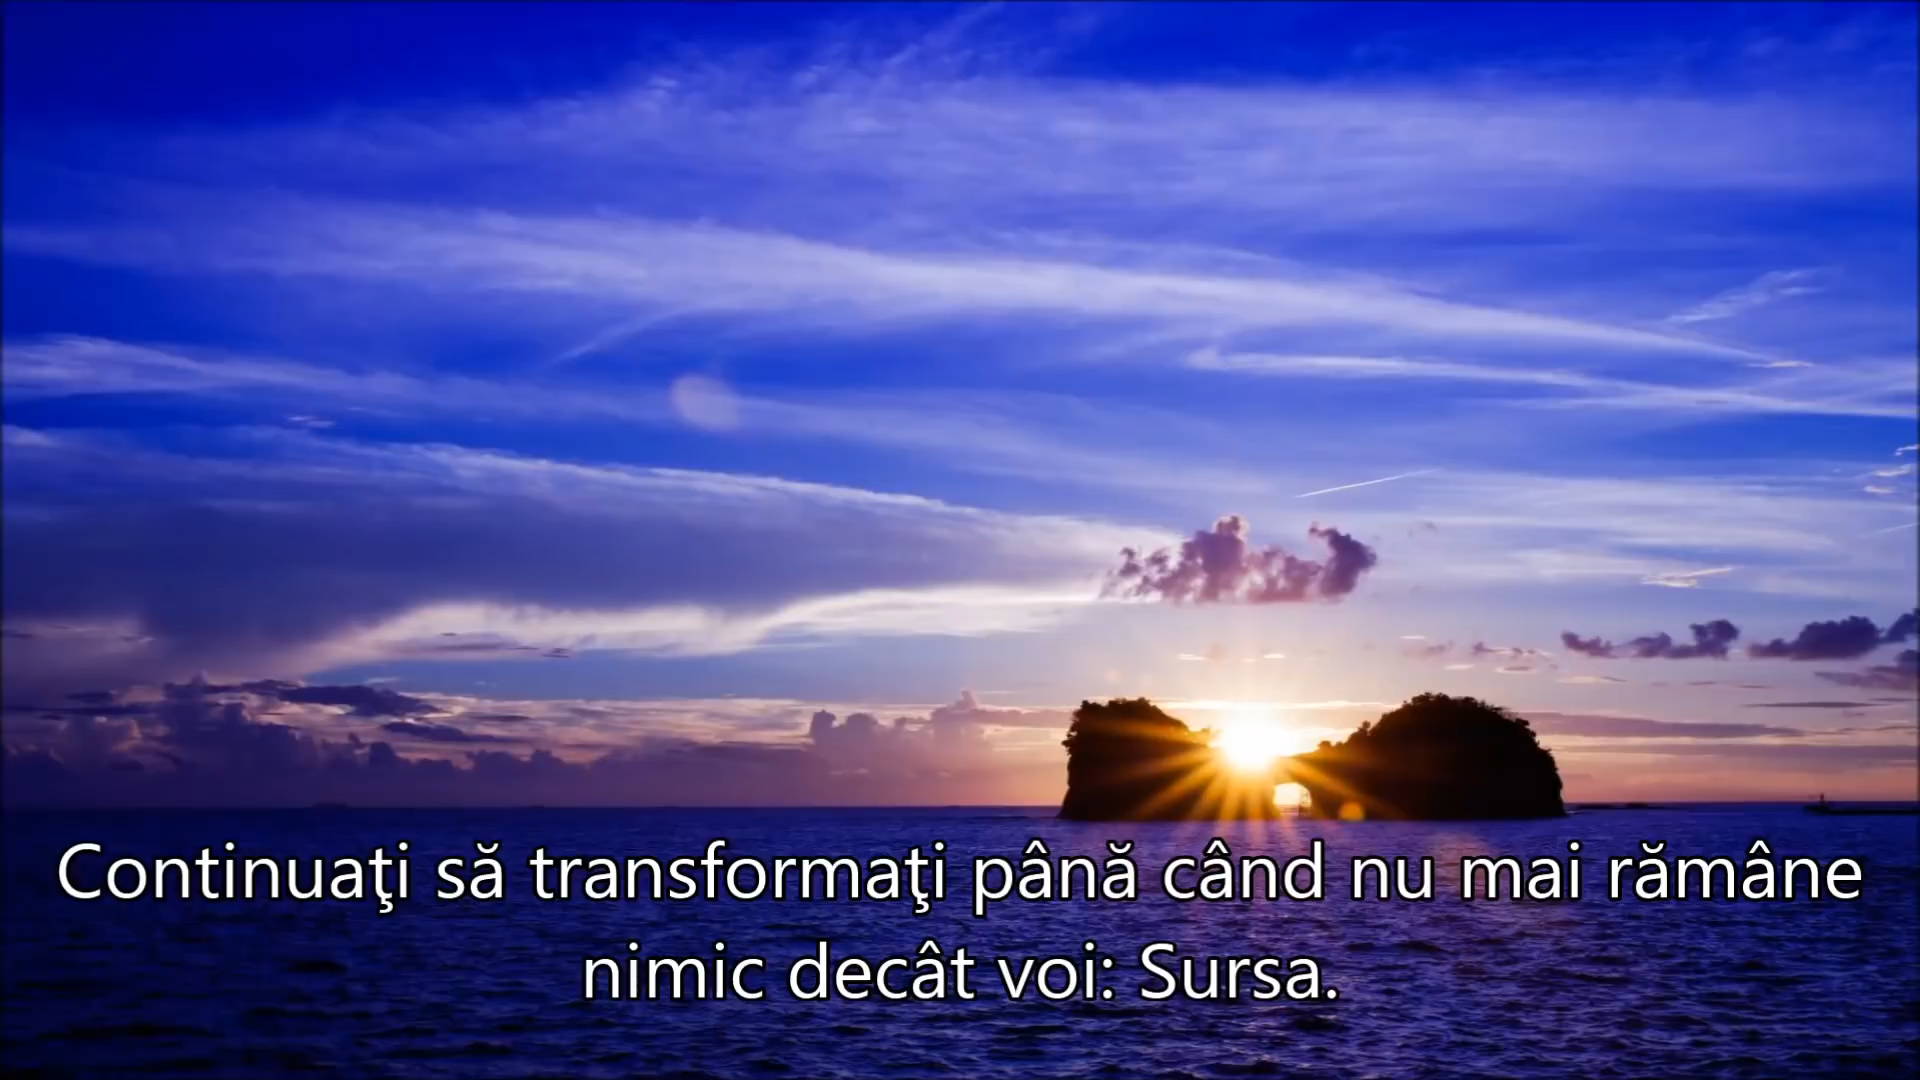 Continuaţi să transformaţi până când nu mai rămâne
nimic decât voi: Sursa.